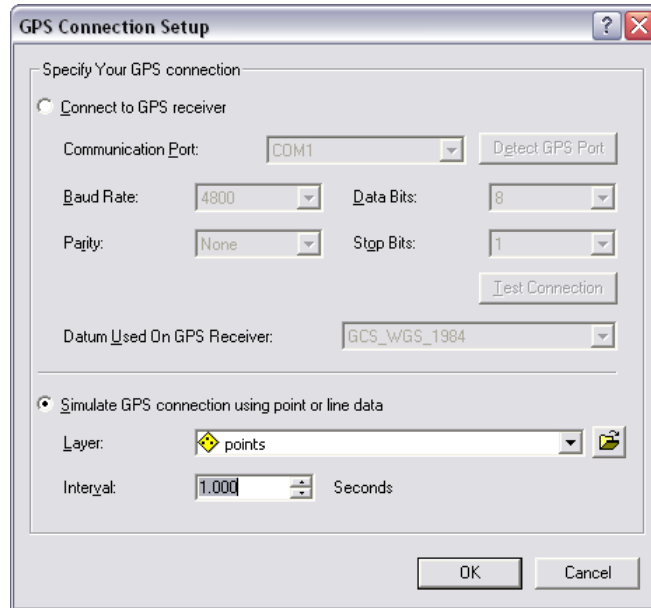 GPS Connection Setup
Specify Your GPS connection
Connect to GPS receiver
Communication Port: COM1 Detect GPS Port
Baud Rate: 4800 Data Bits: 8
Parity: None Stop Bits: 1
Test Connection
Datum Used On GPS Receiver: GCS_WGS_1984
Simulate GPS connection using point or line data
Layer: points
Interval: 1.000 Seconds
OK Cancel